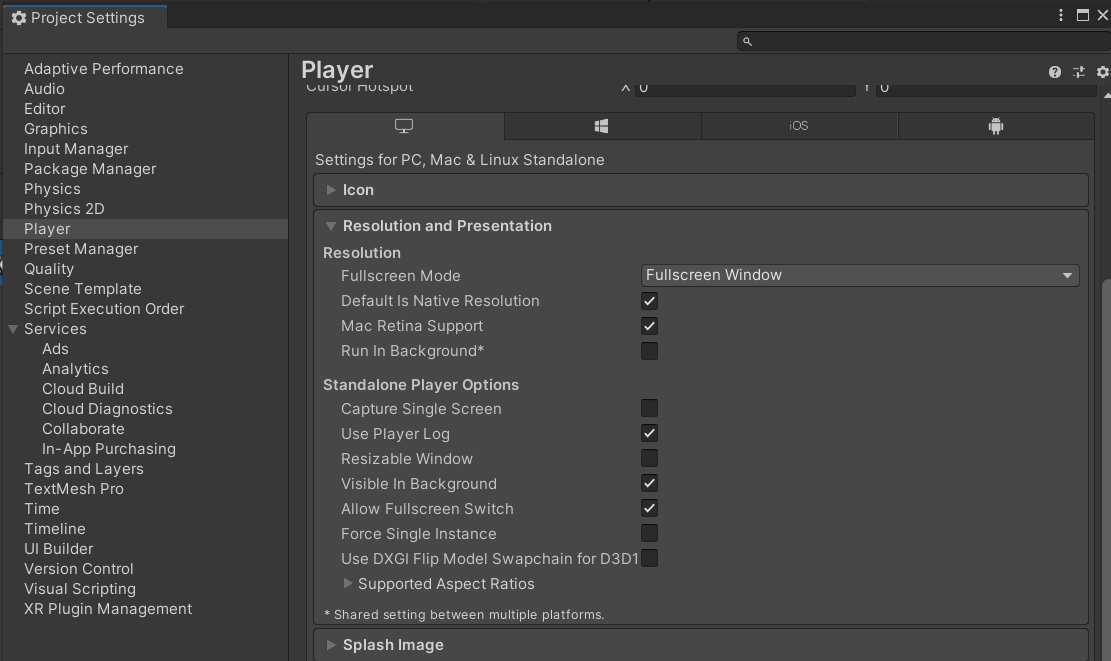 Project Settings
Adaptive Performance
Audio
Editor
Graphics
Input Manager
Package Manager
Physics
Physics 2D
Player
Preset Manager
Quality
Scene Template
Script Execution Order
Services
Ads
Analytics
Cloud Build
Cloud Diagnostics
Collaborate
In-App Purchasing
Tags and Layers
TextMesh Pro
Time
Timeline
UI Builder
Version Control
Visual Scripting
XR Plugin Management
Player
Cursor Hotspot X 0 Y 0
iOS
Settings for PC, Mac & Linux Standalone
Icon
Resolution and Presentation
Resolution
Fullscreen Mode Fullscreen Window
Default Is Native Resolution
Mac Retina Support
Run In Background*
Standalone Player Options
Capture Single Screen
Use Player Log
Resizable Window
Visible In Background
Allow Fullscreen Switch
Force Single Instance
Use DXGI Flip Model Swapchain for D3D1
Supported Aspect Ratios
* Shared setting between multiple platforms.
Splash Image